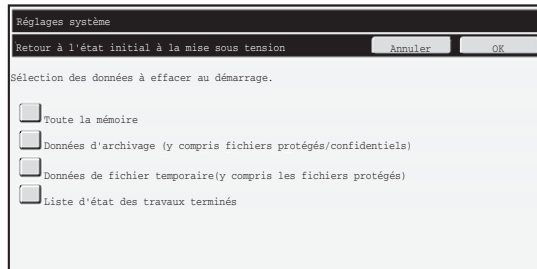 Réglages système
Retour à l'état initial à la mise sous tension Annuler OK
Sélection des données à effacer au démarrage.
Toute la mémoire
Données d'archivage (y compris fichiers protégés/confidentiels)
Données de fichier temporaire(y compris les fichiers protégés)
Liste d'état des travaux terminés